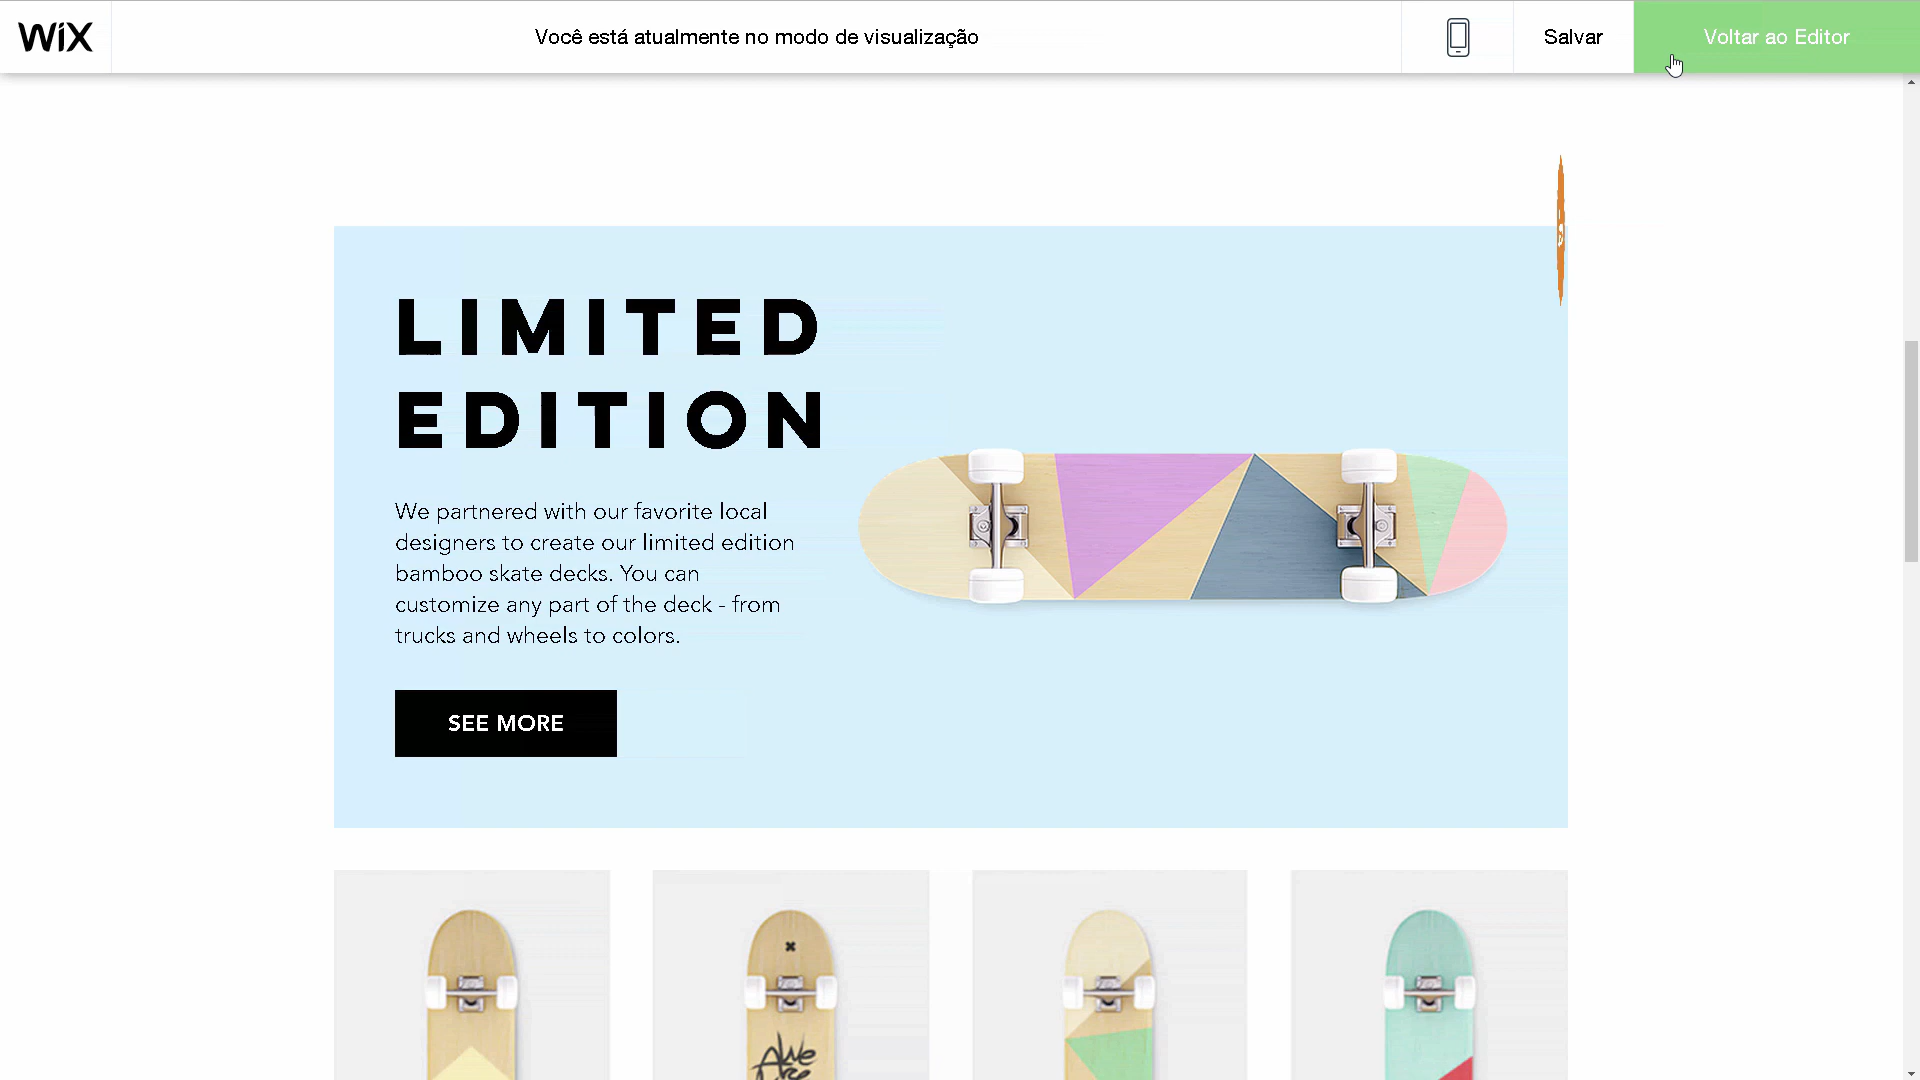 WiX
Você está atualmente no modo de visualização
Salvar
Voltar ao Editor
LIMITED
EDITION
We partnered with our favorite local
designers to create our limited edition
bamboo skate decks. You can
customize any part of the deck - from
trucks and wheels to colors.
SEE MORE